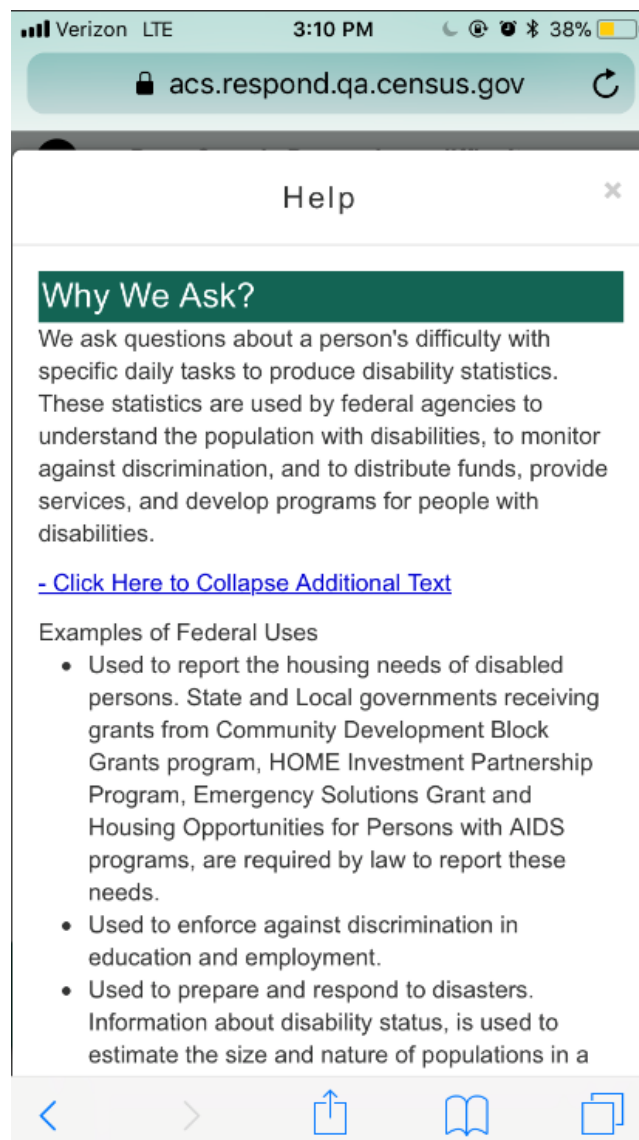 Verizon LTE 3:10 PM 38%
acs.respond.qa.census.gov
Help ×
Why We Ask?
We ask questions about a person's difficulty with
specific daily tasks to produce disability statistics.
These statistics are used by federal agencies to
understand the population with disabilities, to monitor
against discrimination, and to distribute funds, provide
services, and develop programs for people with
disabilities.
- Click Here to Collapse Additional Text
Examples of Federal Uses
• Used to report the housing needs of disabled
persons. State and Local governments receiving
grants from Community Development Block
Grants program, HOME Investment Partnership
Program, Emergency Solutions Grant and
Housing Opportunities for Persons with AIDS
programs, are required by law to report these
needs.
• Used to enforce against discrimination in
education and employment.
• Used to prepare and respond to disasters.
Information about disability status, is used to
estimate the size and nature of populations in a